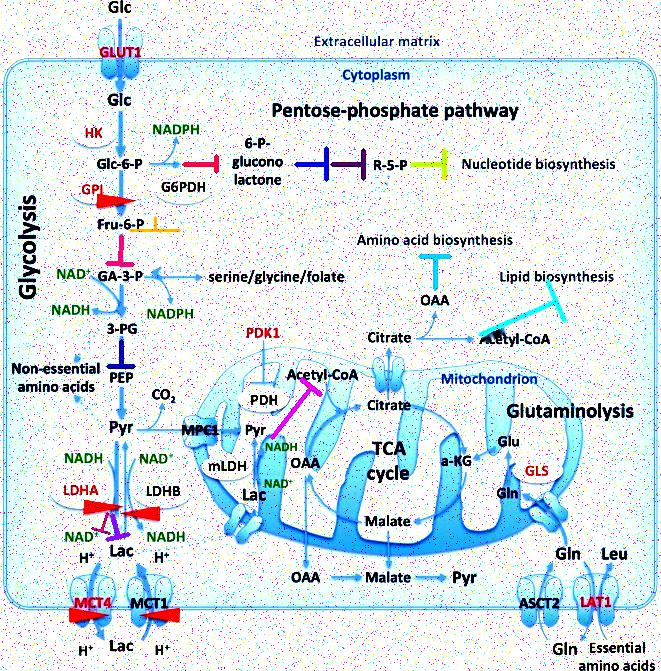 Glc
GLUT1
Extracellular matrix
Cytoplasm
Glc
Pentose-phosphate pathway
HK
NADPH
6-P-
glucono
lactone
Glc-6-P
R-5-P
Nucleotide biosynthesis
GPI
G6PDH
Fru-6-P
Glycolysis
Amino acid biosynthesis
NAD⁺
GA-3-P
serine/glycine/folate
Lipid biosynthesis
OAA
NADH
NADPH
3-PG
PDK1
Citrate
Acetyl-CoA
Non-essential
amino acids
PEP
Acetyl-CoA
Mitochondrion
CO₂
PDH
Citrate
Glutaminolysis
Pyr
MPC1
Pyr
NADH
TCA
cycle
Glu
NADH
NAD⁺
mLDH
OAA
a-KG
GLS
LDHA
LDHB
Lac
NAD⁺
Gln
Malate
NAD⁺
NADH
H⁺
Lac
H⁺
Gln
Leu
OAA
Malate
Pyr
MCT4
MCT1
ASCT2
LAT1
H⁺
Lac
H⁺
Gln
Essential
amino acids